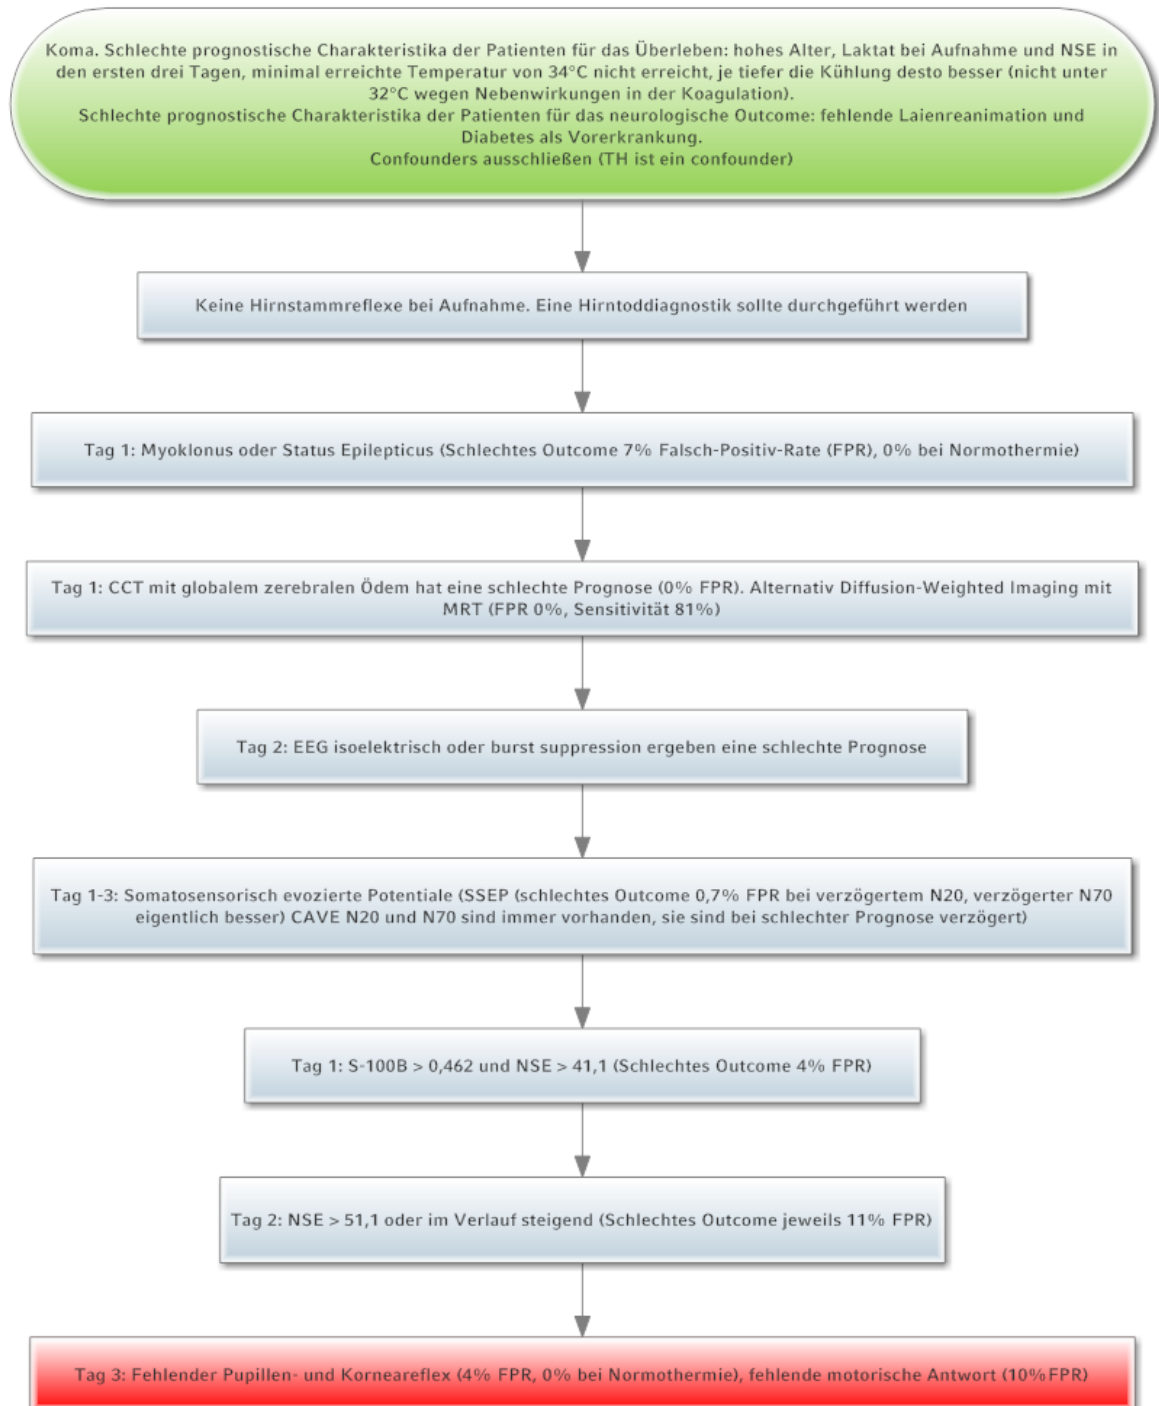 Koma. Schlechte prognostische Charakteristika der Patienten für das Überleben: hohes Alter, Laktat bei Aufnahme und NSE in
den ersten drei Tagen, minimal erreichte Temperatur von 34°C nicht erreicht, je tiefer die Kühlung desto besser (nicht unter
32°C wegen Nebenwirkungen in der Koagulation).
Schlechte prognostische Charakteristika der Patienten für das neurologische Outcome: fehlende Laienreanimation und
Diabetes als Vorerkrankung.
Confounders ausschließen (TH ist ein confounder)
Keine Hirnstammreflexe bei Aufnahme. Eine Hirntoddiagnostik sollte durchgeführt werden
Tag 1: Myoklonus oder Status Epilepticus (Schlechtes Outcome 7% Falsch-Positiv-Rate (FPR), 0% bei Normothermie)
Tag 1: CCT mit globalem zerebralen Ödem hat eine schlechte Prognose (0% FPR). Alternativ Diffusion-Weighted Imaging mit
MRT (FPR 0%, Sensitivität 81%)
Tag 2: EEG isoelektrisch oder burst suppression ergeben eine schlechte Prognose
Tag 1-3: Somatosensorisch evozierte Potentiale (SSEP (schlechtes Outcome 0,7% FPR bei verzögertem N20, verzögerter N70
eigentlich besser) CAVE N20 und N70 sind immer vorhanden, sie sind bei schlechter Prognose verzögert)
Tag 1: S-100B > 0,462 und NSE > 41,1 (Schlechtes Outcome 4% FPR)
Tag 2: NSE > 51,1 oder im Verlauf steigend (Schlechtes Outcome jeweils 11% FPR)
Tag 3: Fehlender Pupillen- und Korneareflex (4% FPR, 0% bei Normothermie), fehlende motorische Antwort (10%FPR)